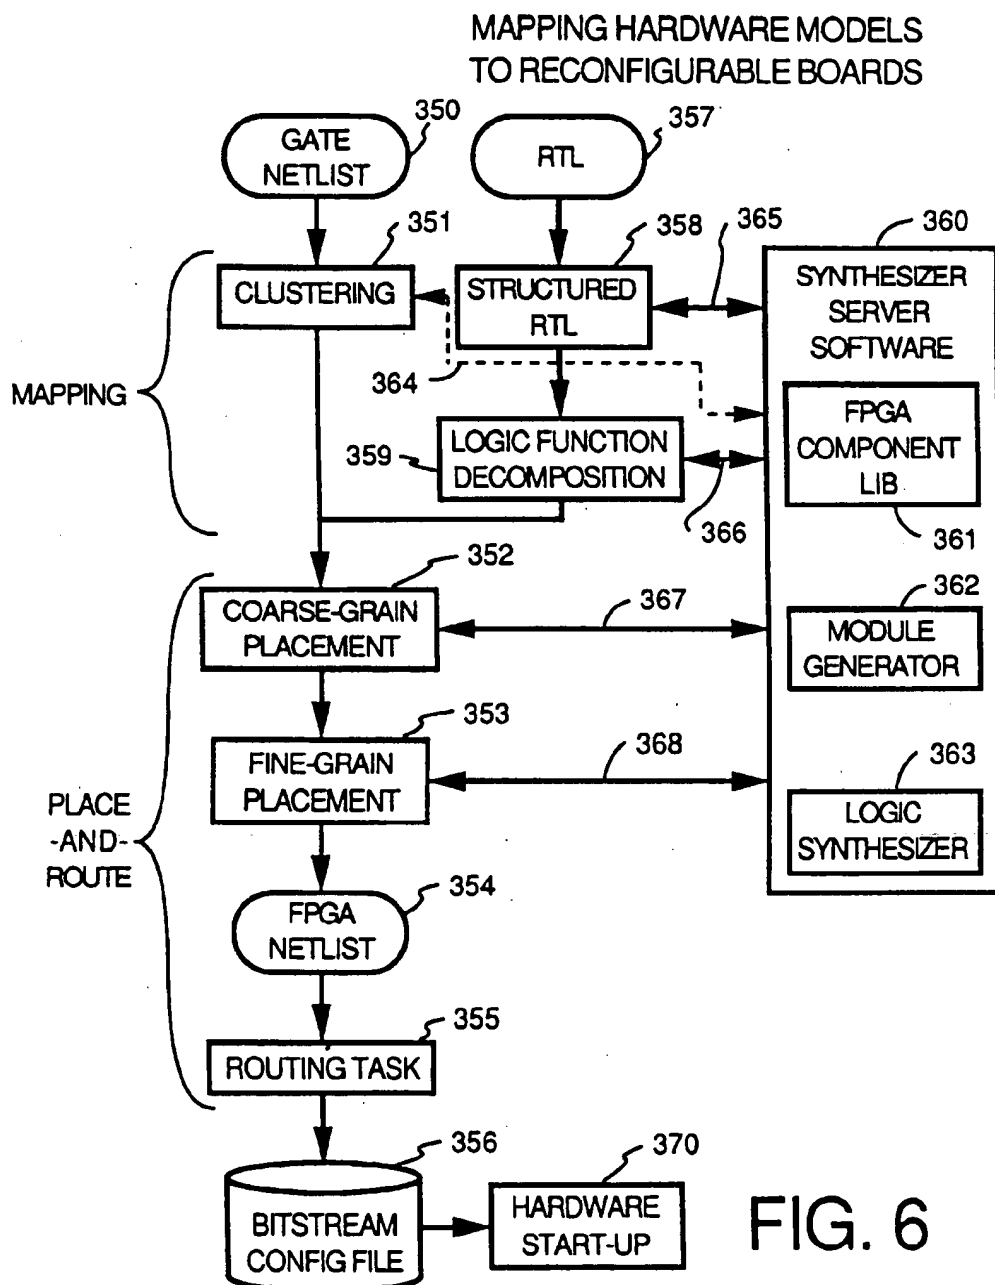 MAPPING HARDWARE MODELS
TO RECONFIGURABLE BOARDS
350
GATE
NETLIST
357
RTL
351
CLUSTERING
358
STRUCTURED
RTL
365
360
SYNTHESIZER
SERVER
SOFTWARE
364
MAPPING
359
LOGIC FUNCTION
DECOMPOSITION
366
FPGA
COMPONENT
LIB
361
352
COARSE-GRAIN
PLACEMENT
367
362
MODULE
GENERATOR
353
FINE-GRAIN
PLACEMENT
368
363
LOGIC
SYNTHESIZER
PLACE
-AND-
ROUTE
354
FPGA
NETLIST
355
ROUTING TASK
356
BITSTREAM
CONFIG FILE
370
HARDWARE
START-UP
FIG. 6